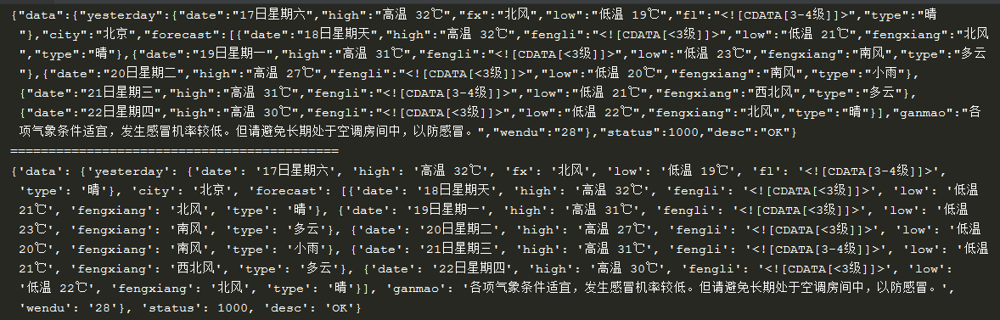 {"data":{"yesterday":{"date":"17日星期六","high":"高温 32℃","fx":"北风","low":"低温 19℃","fl":"<![CDATA[3-4级]]>","type":"晴
"},"city":"北京","forecast":[{"date":"18日星期天","high":"高温 32℃","fengli":"<![CDATA[<3级]]>","low":"低温 21℃","fengxiang":"北风
","type":"晴"},{"date":"19日星期一","high":"高温 31℃","fengli":"<![CDATA[<3级]]>","low":"低温 23℃","fengxiang":"南风","type":"多云
"},{"date":"20日星期二","high":"高温 27℃","fengli":"<![CDATA[<3级]]>","low":"低温 20℃","fengxiang":"南风","type":"小雨"},
{"date":"21日星期三","high":"高温 31℃","fengli":"<![CDATA[3-4级]]>","low":"低温 21℃","fengxiang":"西北风","type":"多云"},
{"date":"22日星期四","high":"高温 30℃","fengli":"<![CDATA[<3级]]>","low":"低温 22℃","fengxiang":"北风","type":"晴"}],"ganmao":"各
项气象条件适宜，发生感冒机率较低。但请避免长期处于空调房间中，以防感冒。","wendu":"28"},"status":1000,"desc":"OK"}
===========================================
{'data': {'yesterday': {'date': '17日星期六', 'high': '高温 32℃', 'fx': '北风', 'low': '低温 19℃', 'fl': '<![CDATA[3-4级]]>',
'type': '晴'}, 'city': '北京', 'forecast': [{'date': '18日星期天', 'high': '高温 32℃', 'fengli': '<![CDATA[<3级]]>', 'low': '低温
21℃', 'fengxiang': '北风', 'type': '晴'}, {'date': '19日星期一', 'high': '高温 31℃', 'fengli': '<![CDATA[<3级]]>', 'low': '低温
23℃', 'fengxiang': '南风', 'type': '多云'}, {'date': '20日星期二', 'high': '高温 27℃', 'fengli': '<![CDATA[<3级]]>', 'low': '低温
20℃', 'fengxiang': '南风', 'type': '小雨'}, {'date': '21日星期三', 'high': '高温 31℃', 'fengli': '<![CDATA[3-4级]]>', 'low': '低温
21℃', 'fengxiang': '西北风', 'type': '多云'}, {'date': '22日星期四', 'high': '高温 30℃', 'fengli': '<![CDATA[<3级]]>', 'low':
'低温 22℃', 'fengxiang': '北风', 'type': '晴'}], 'ganmao': '各项气象条件适宜，发生感冒机率较低。但请避免长期处于空调房间中，以防感冒。',
'wendu': '28'}, 'status': 1000, 'desc': 'OK'}